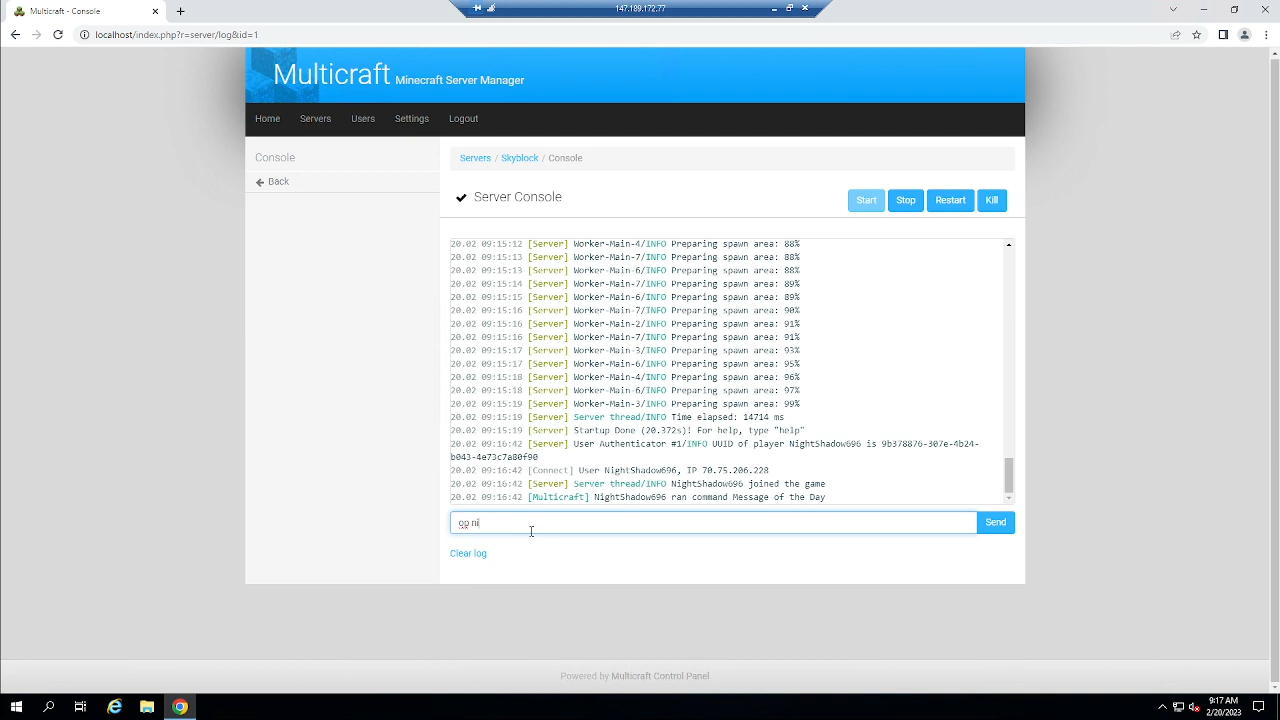 Multicraft - Console
147.189.172.77
localhost/index.php?r=server/log&id=1
Multicraft Minecraft Server Manager
Home Servers Users Settings Logout
Console
Back
Servers / Skyblock / Console
Server Console
Start Stop Restart Kill
20.02 09:15:12 [Server] Worker-Main-4/INFO Preparing spawn area: 88%
20.02 09:15:13 [Server] Worker-Main-7/INFO Preparing spawn area: 88%
20.02 09:15:13 [Server] Worker-Main-6/INFO Preparing spawn area: 88%
20.02 09:15:14 [Server] Worker-Main-7/INFO Preparing spawn area: 89%
20.02 09:15:15 [Server] Worker-Main-6/INFO Preparing spawn area: 89%
20.02 09:15:16 [Server] Worker-Main-7/INFO Preparing spawn area: 90%
20.02 09:15:16 [Server] Worker-Main-2/INFO Preparing spawn area: 91%
20.02 09:15:16 [Server] Worker-Main-7/INFO Preparing spawn area: 91%
20.02 09:15:17 [Server] Worker-Main-3/INFO Preparing spawn area: 93%
20.02 09:15:17 [Server] Worker-Main-6/INFO Preparing spawn area: 95%
20.02 09:15:18 [Server] Worker-Main-4/INFO Preparing spawn area: 96%
20.02 09:15:18 [Server] Worker-Main-6/INFO Preparing spawn area: 97%
20.02 09:15:19 [Server] Worker-Main-3/INFO Preparing spawn area: 99%
20.02 09:15:19 [Server] Server thread/INFO Time elapsed: 14714 ms
20.02 09:15:19 [Server] Startup Done (20.372s)! For help, type "help"
20.02 09:16:42 [Server] User Authenticator #1/INFO UUID of player NightShadow696 is 9b378876-307e-4b24-
b043-4e73c7a80f90
20.02 09:16:42 [Connect] User NightShadow696, IP 70.75.206.228
20.02 09:16:42 [Server] Server thread/INFO NightShadow696 joined the game
20.02 09:16:42 [Multicraft] NightShadow696 ran command Message of the Day
op ni
Send
Clear log
Powered by Multicraft Control Panel
9:17 AM
2/20/2023